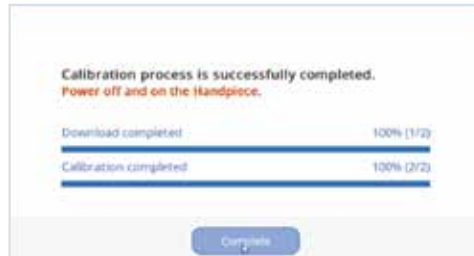 Calibration process is successfully completed.
Power off and on the Handpiece.
Download completed 100% (1/2)
Calibration completed 100% (2/2)
Complete